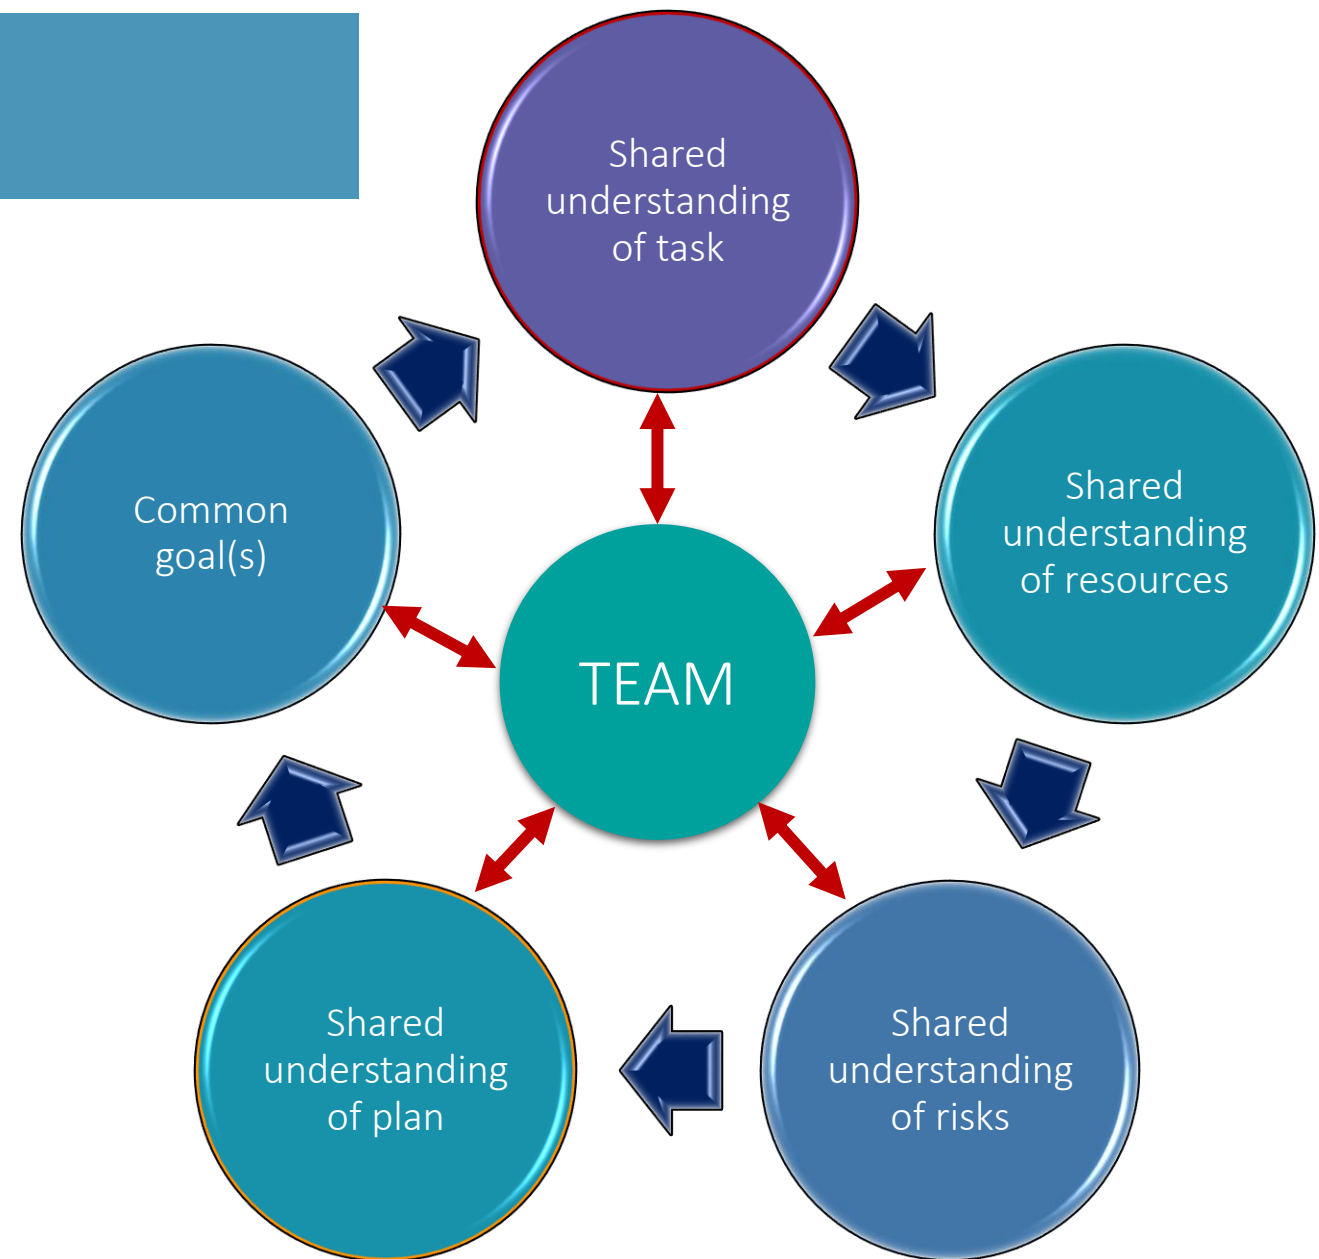 Shared
understanding
of task
Shared
understanding
of resources
Shared
understanding
of risks
Shared
understanding
of plan
Common
goal(s)
TEAM